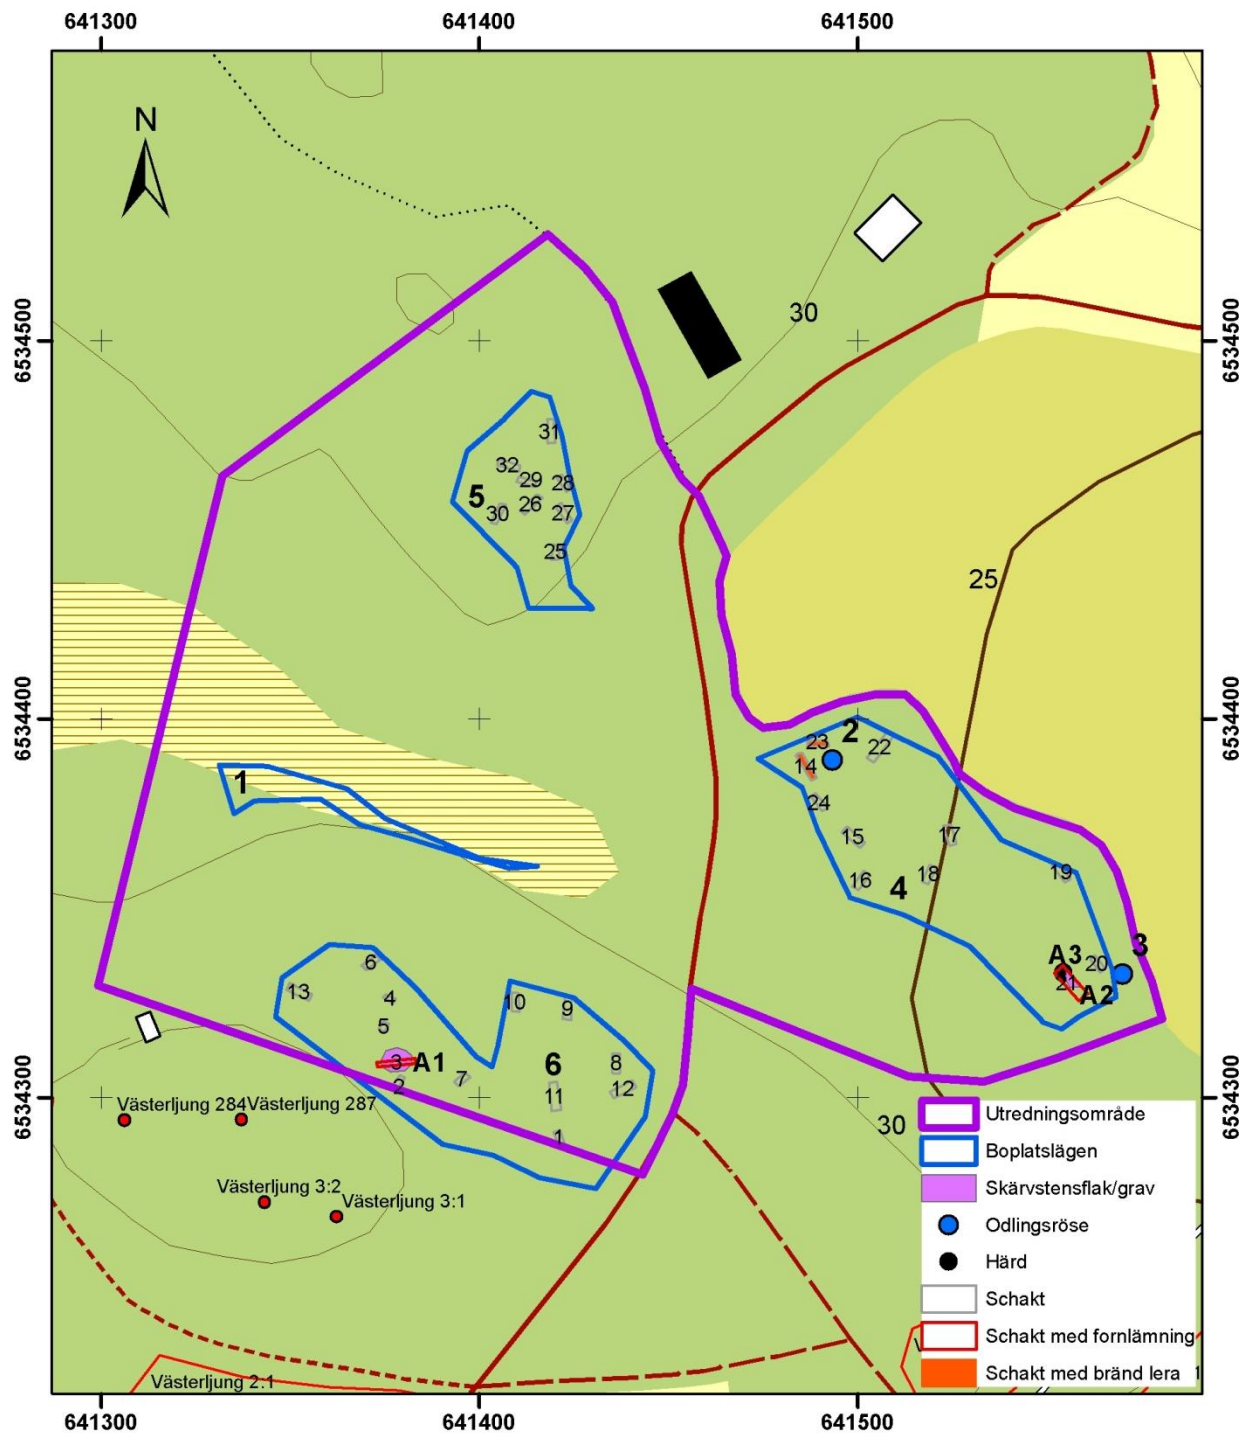 641300 641400 641500
N
30
6534500 6534500
31
32 29 28
5 26
30 27
25
25
6534400 6534400
23 2 22
1 14
24
15 17
16 18 19
4
6
13 4
10 9
5
A3 20 3
21 A2
3 A1
6 8
2 7
11 12
6534300 6534300
1
30
Västerljung 284 Västerljung 287
Västerljung 3:2
Västerljung 3:1
Västerljung 2:1
Utredningsområde
Boplatslägen
Skärvstensflak/grav
Odlingsröse
Härd
Schakt
Schakt med fornlämning
Schakt med bränd lera
641300 641400 641500